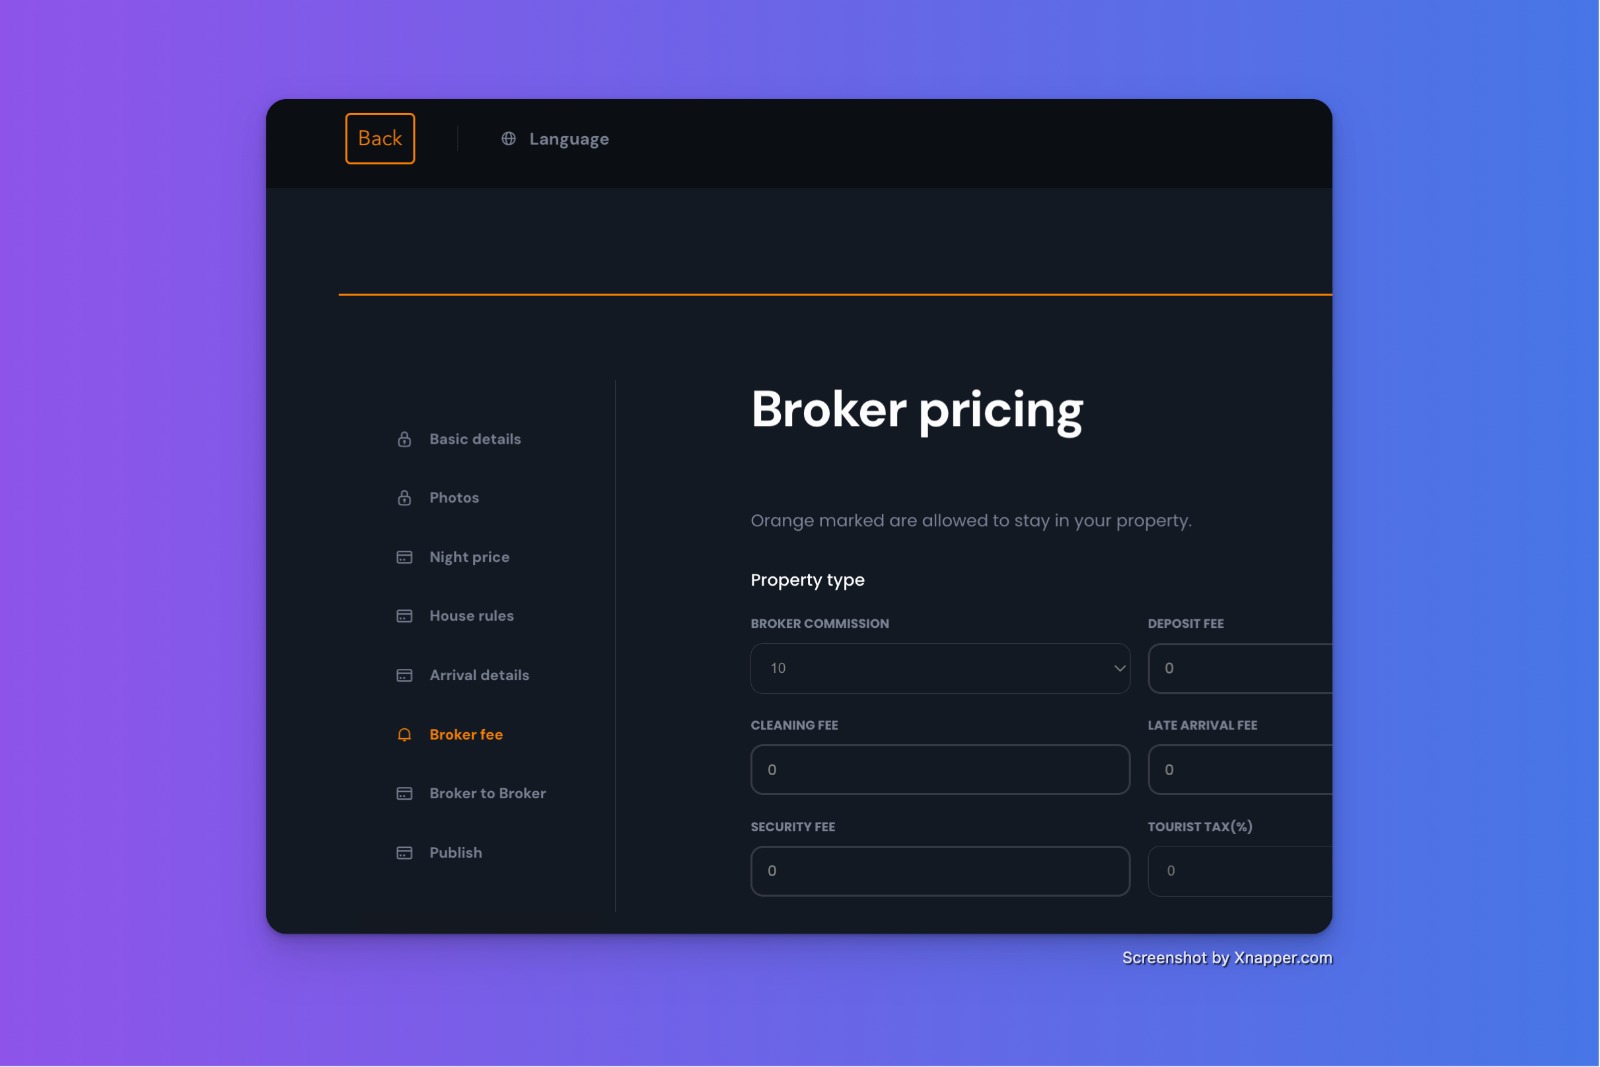 Back
Language
Basic details
Photos
Night price
House rules
Arrival details
Broker fee
Broker to Broker
Publish
Broker pricing
Orange marked are allowed to stay in your property.
Property type
BROKER COMMISSION
DEPOSIT FEE
10
0
CLEANING FEE
LATE ARRIVAL FEE
0
0
SECURITY FEE
TOURIST TAX(%)
0
0
Screenshot by Xnapper.com